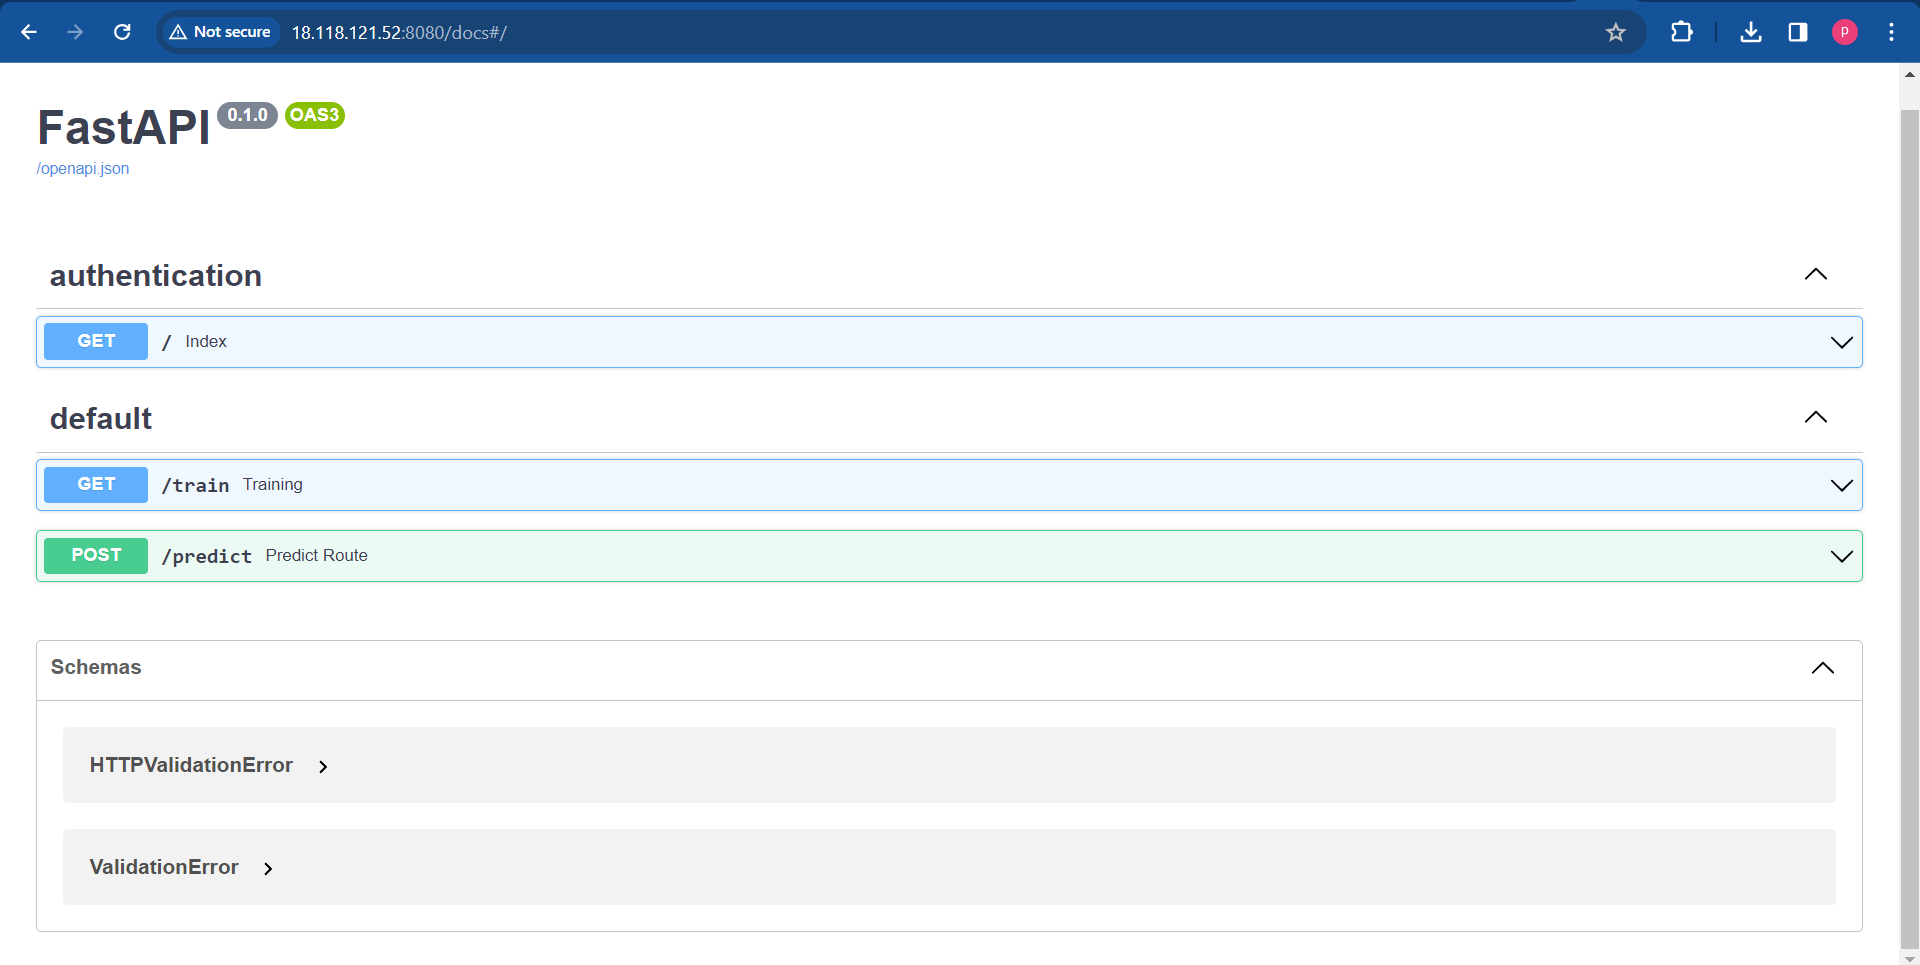 Not secure 18.118.121.52:8080/docs#/
P
FastAPI 0.1.0 OAS3
/openapi.json
authentication
GET / Index
default
GET /train Training
POST /predict Predict Route
Schemas
HTTPValidationError
ValidationError